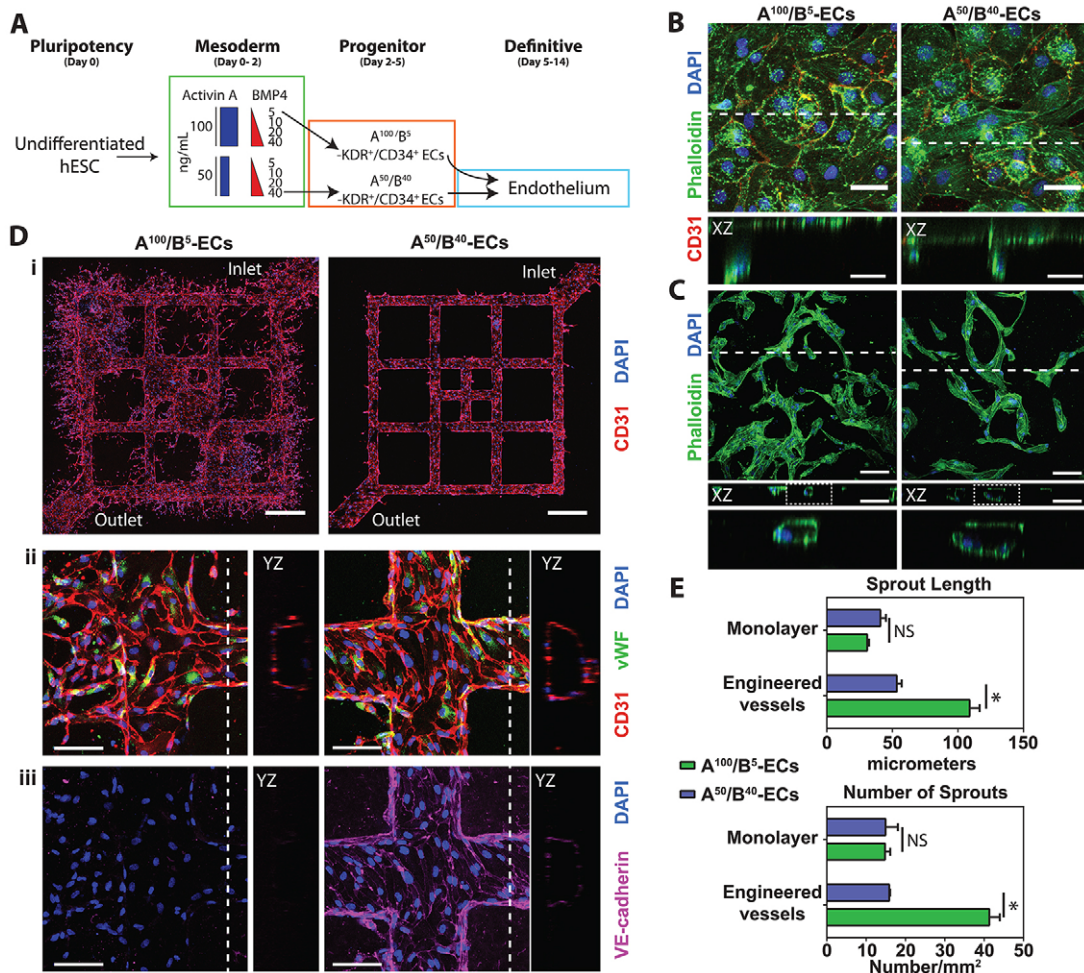 A
Pluripotency
(Day 0)
Mesoderm
(Day 0- 2)
Progenitor
(Day 2-5)
Definitive
(Day 5-14)
Undifferentiated
hESC
ng/mL
Activin A
BMP4
100
5
10
20
40
50
5
10
20
40
A¹⁰⁰/B⁵
-KDR⁺/CD34⁺ ECs
A⁵⁰/B⁴⁰
-KDR⁺/CD34⁺ ECs
Endothelium
B
A¹⁰⁰/B⁵-ECs
A⁵⁰/B⁴⁰-ECs
CD31 Phalloidin DAPI
XZ
XZ
C
Phalloidin DAPI
XZ
XZ
D
A¹⁰⁰/B⁵-ECs
A⁵⁰/B⁴⁰-ECs
i
Inlet
Outlet
Inlet
Outlet
CD31 DAPI
ii
YZ
YZ
CD31 vWF DAPI
iii
YZ
YZ
VE-cadherin DAPI
E
Sprout Length
Monolayer
NS
Engineered
vessels
*
0 50 100 150
micrometers
A¹⁰⁰/B⁵-ECs
A⁵⁰/B⁴⁰-ECs
Number of Sprouts
Monolayer
NS
Engineered
vessels
*
0 10 20 30 40 50
Number/mm²